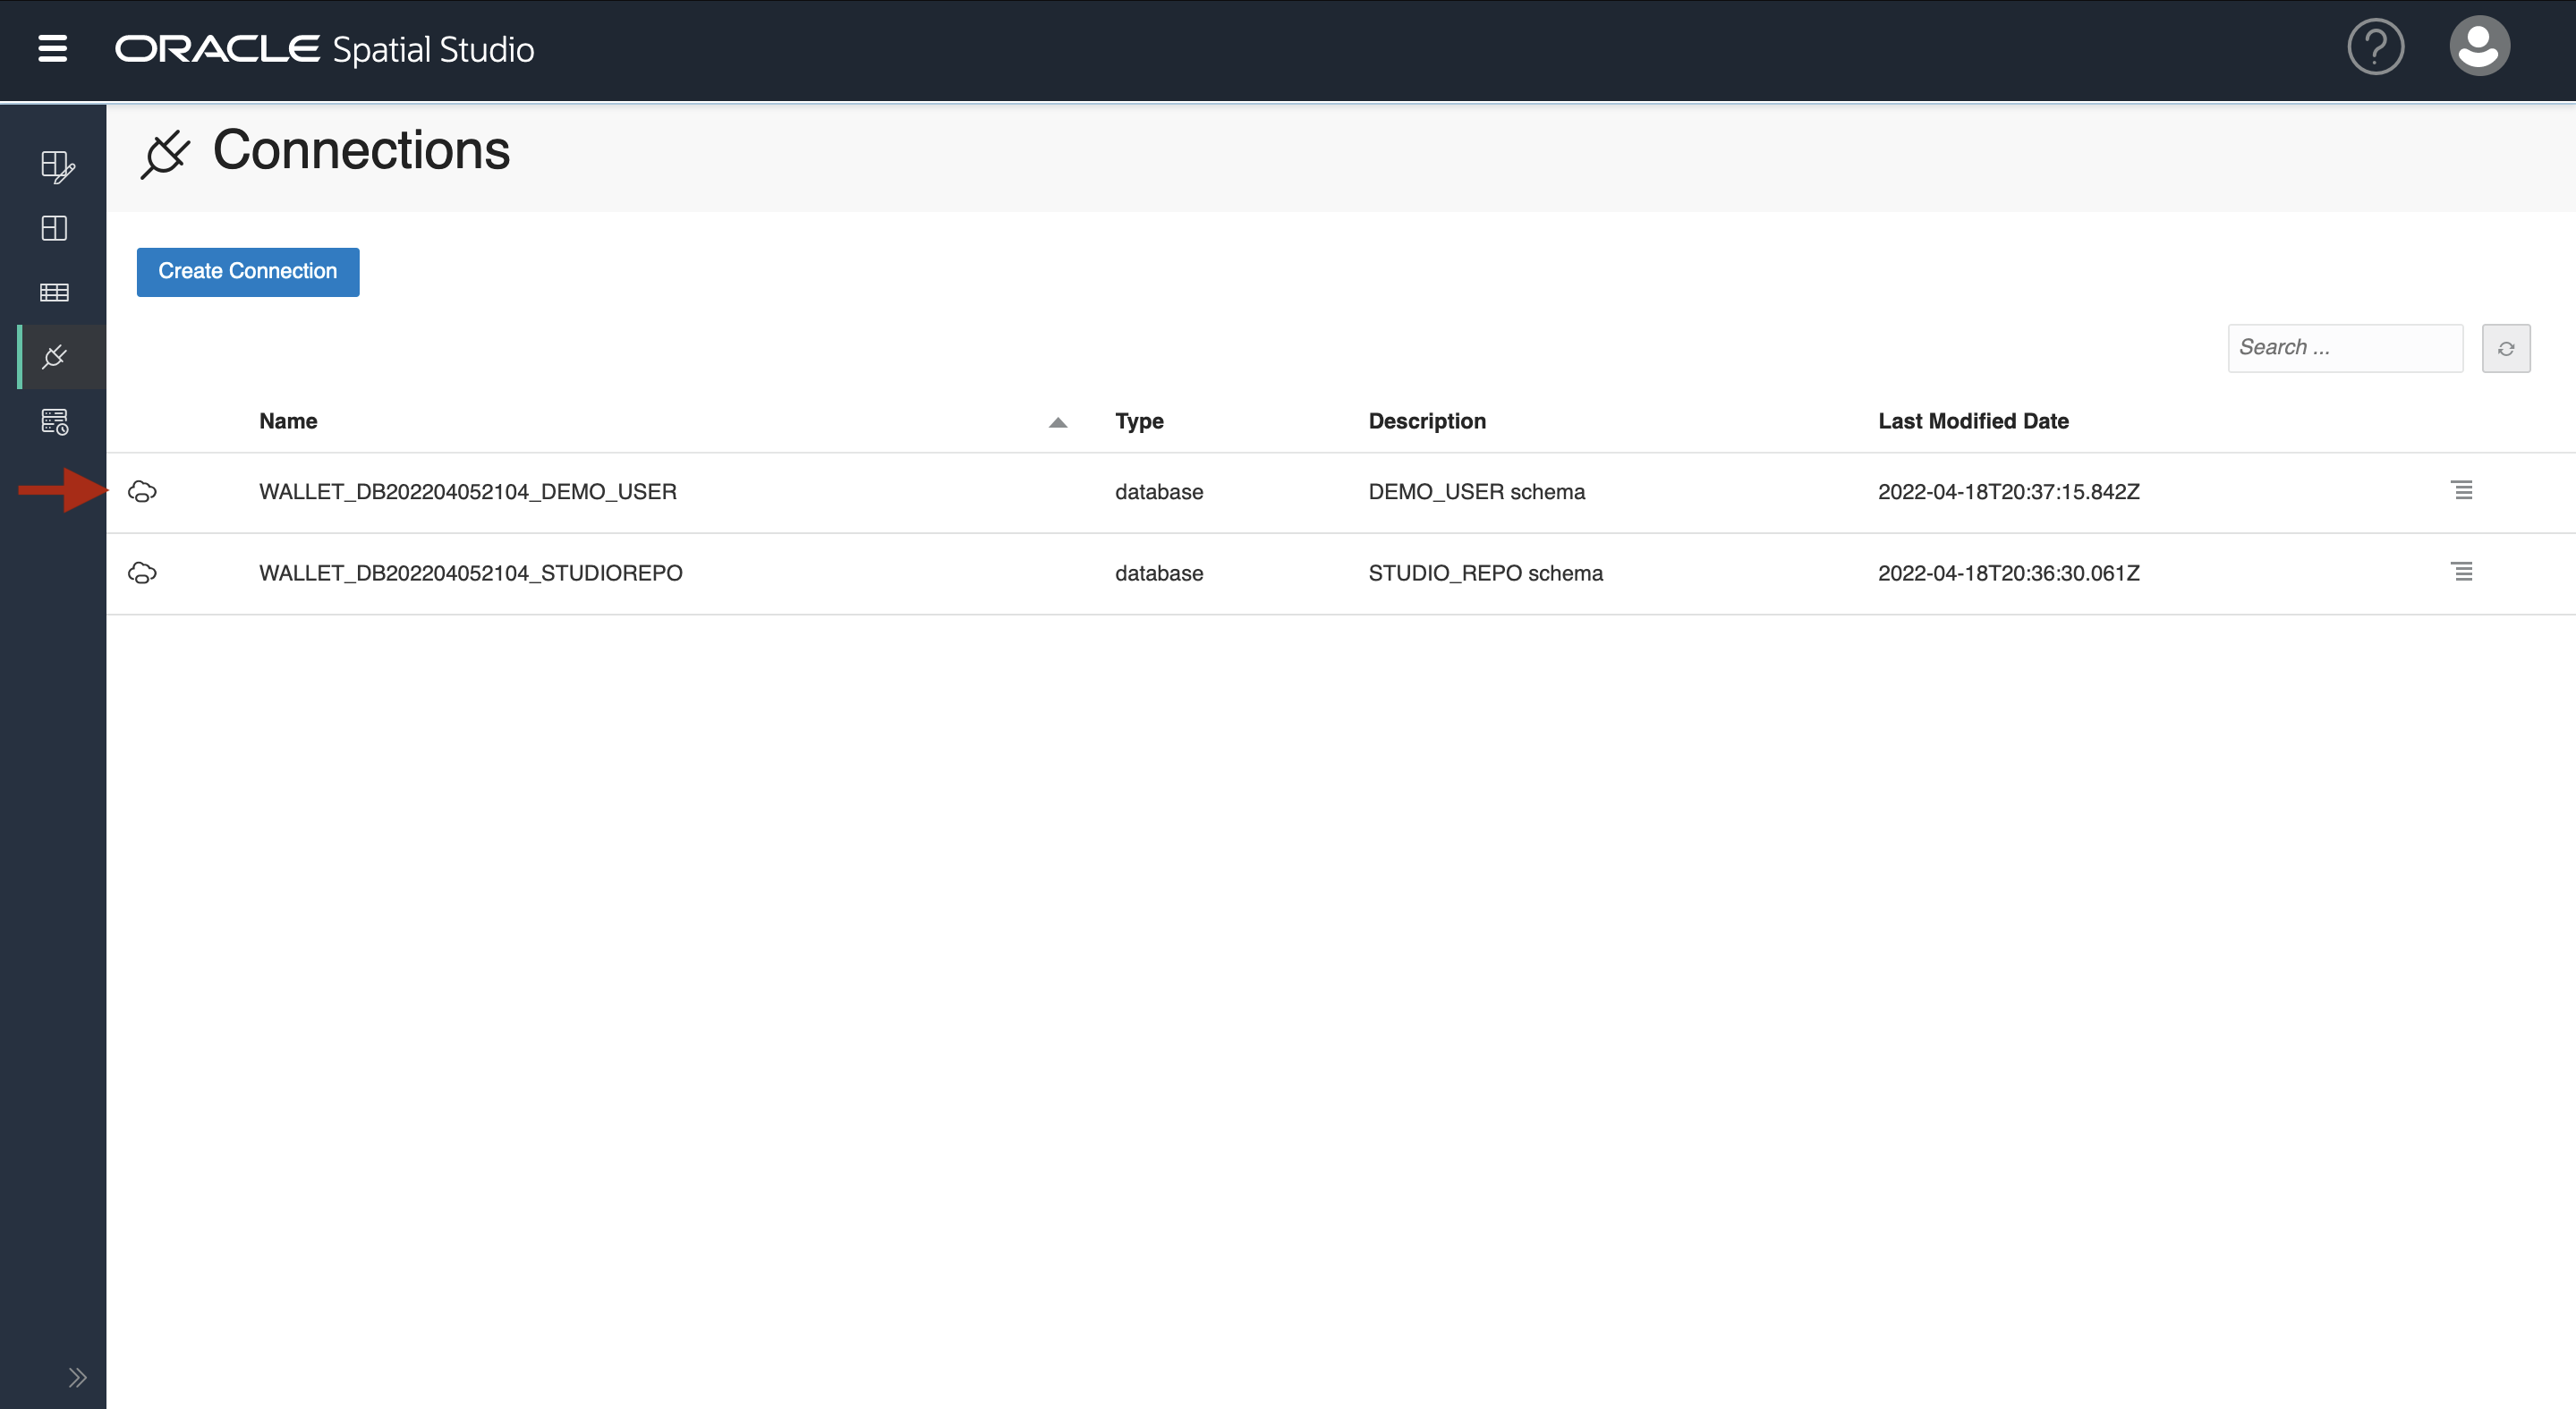 ORACLE Spatial Studio
Connections
Create Connection
Search ...
Name Type Description Last Modified Date
WALLET_DB202204052104_DEMO_USER database DEMO_USER schema 2022-04-18T20:37:15.842Z
WALLET_DB202204052104_STUDIOREPO database STUDIO_REPO schema 2022-04-18T20:36:30.061Z